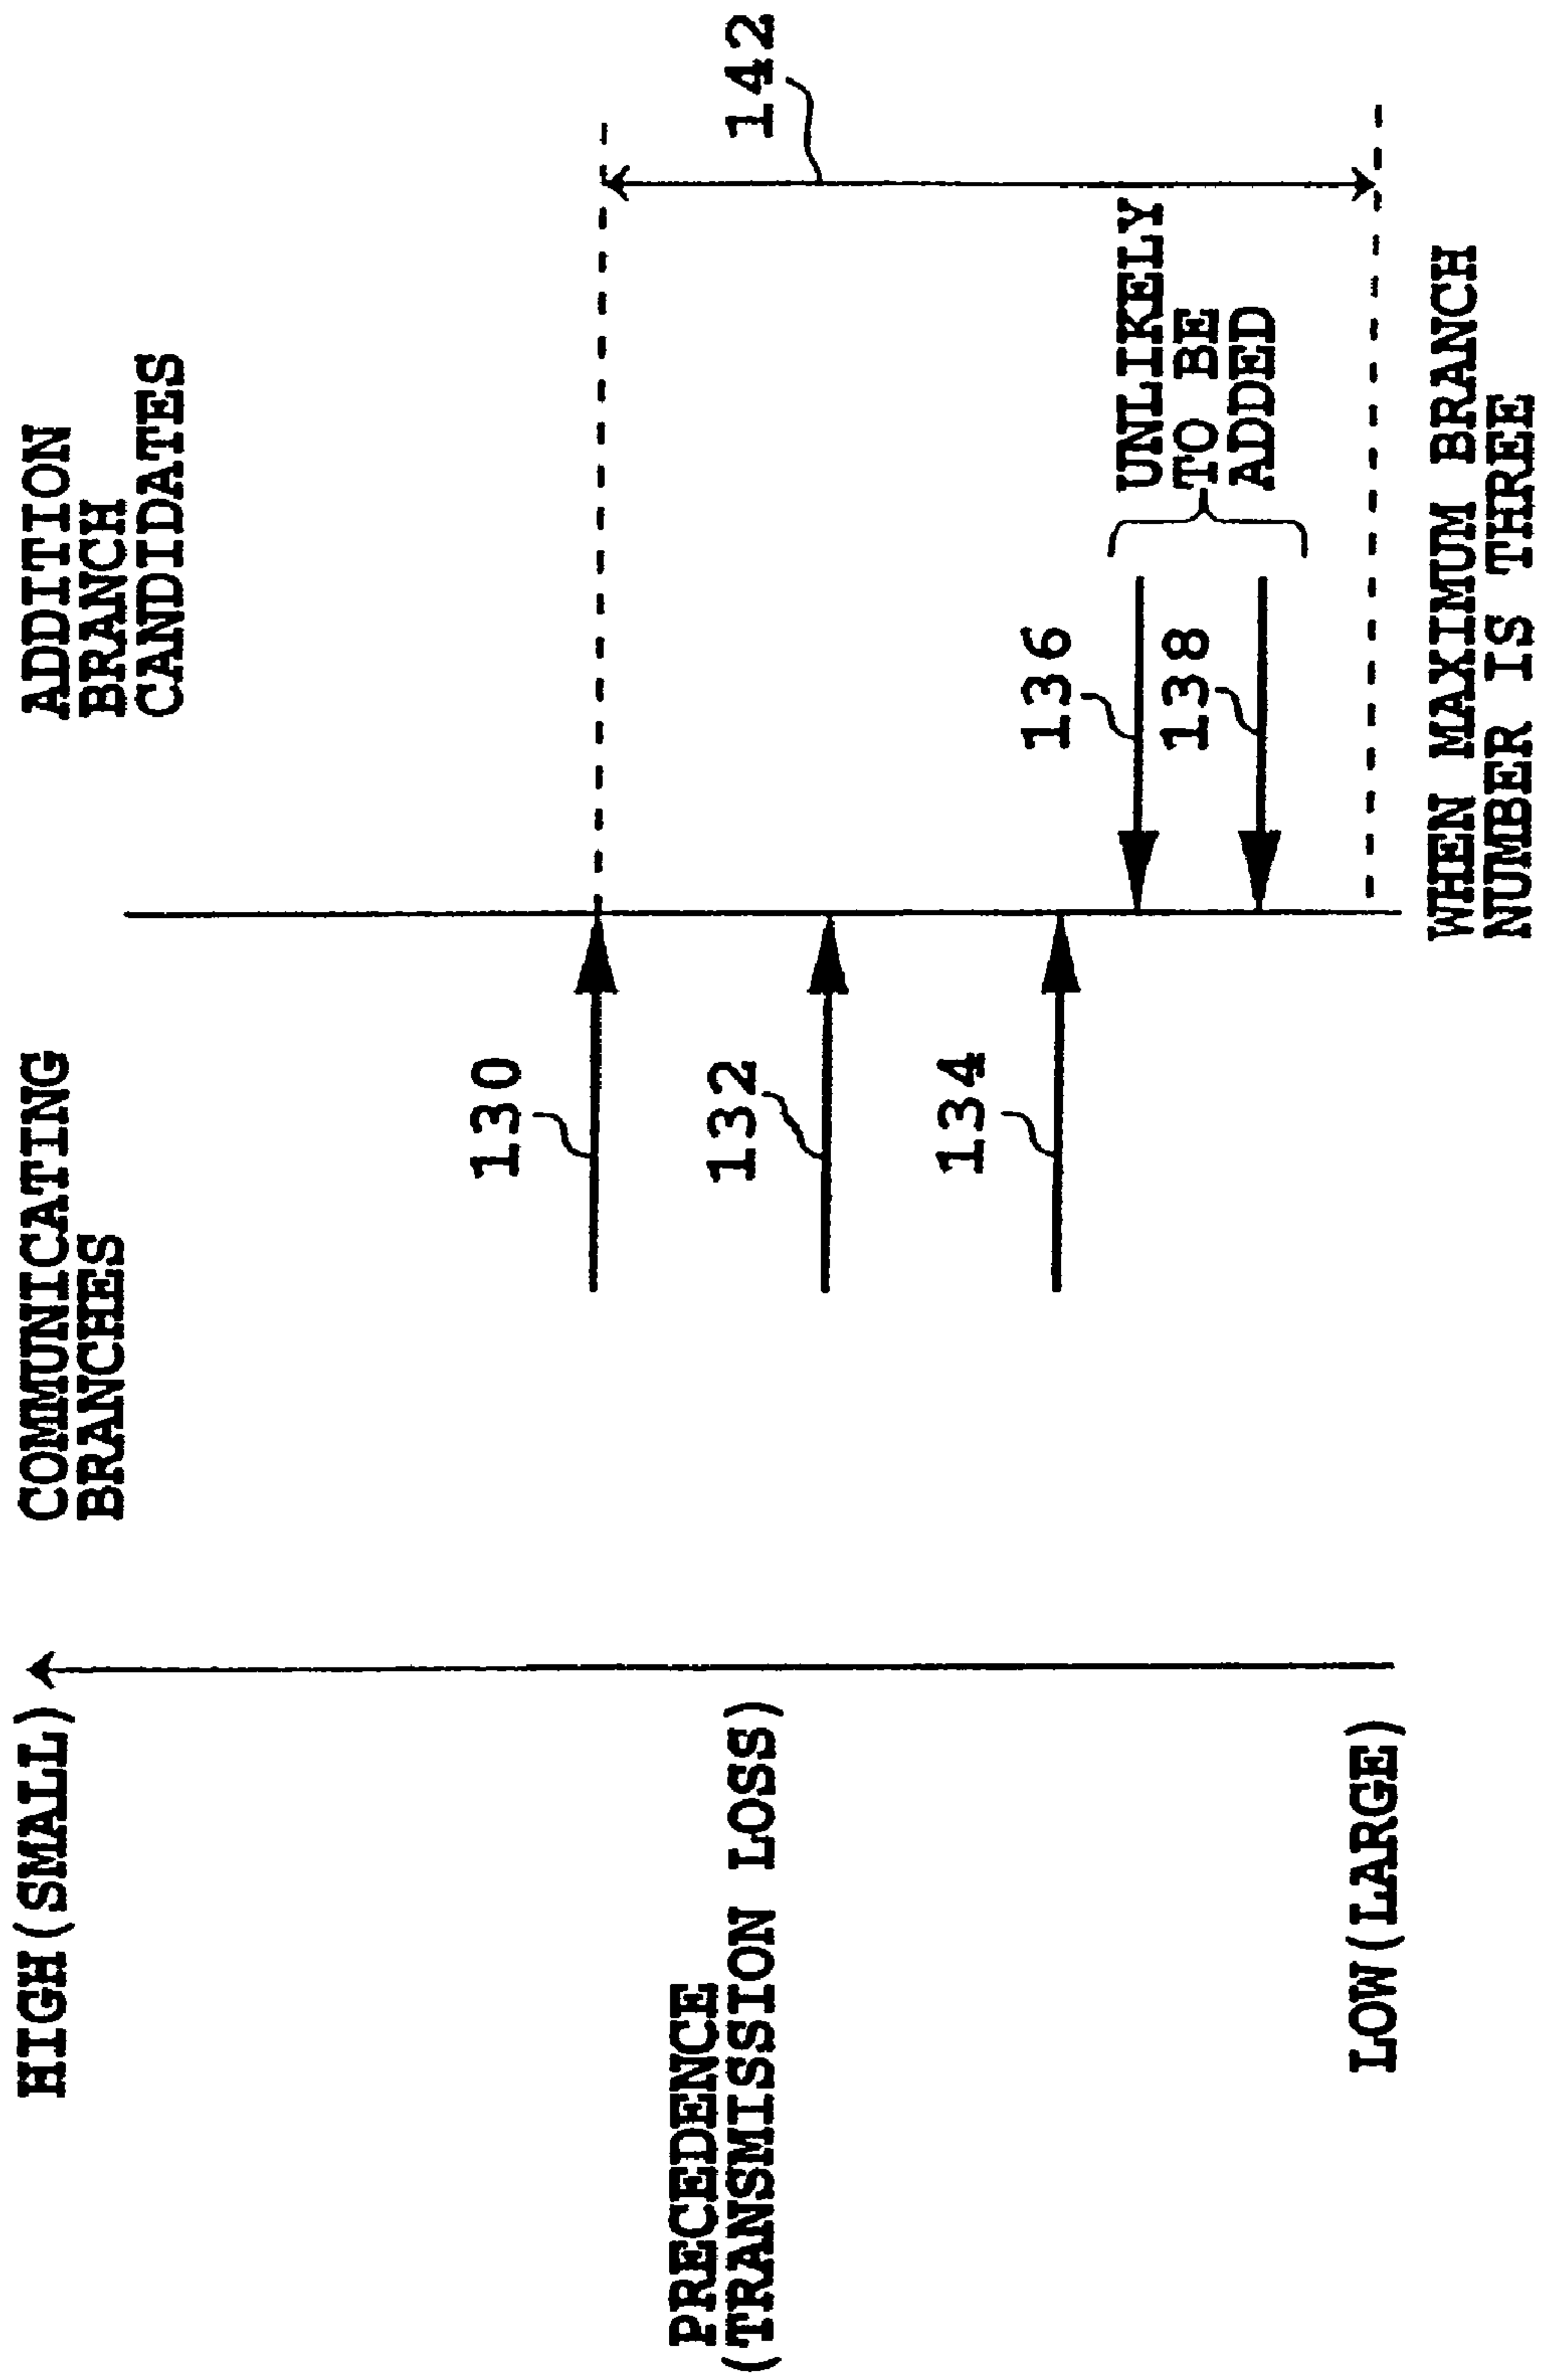 HIGH(SMALL)
PRECEDENCE
(TRANSMISSION LOSS)
LOW(LARGE)
COMMUNICATING
BRANCHES
130
132
134
ADDITION
BRANCH
CANDIDATES
136
138
UNLIKELY
TO BE
ADDED
142
WHEN MAXIMUM BRANCH
NUMBER IS THREE